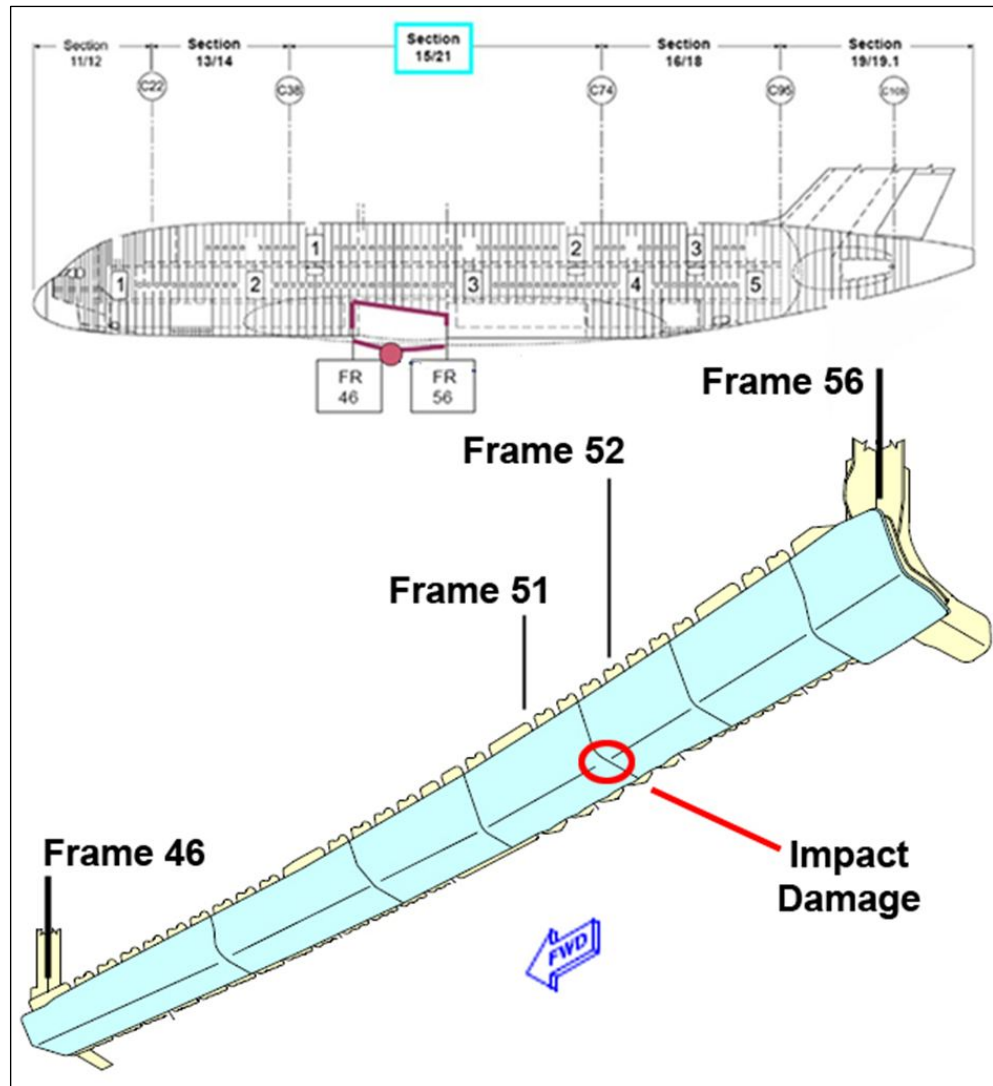 Section
11/12
Section
13/14
Section
15/21
Section
16/18
Section
19/19.1
C22
C38
C74
C95
C106
1
2
3
1
2
3
4
5
FR
46
FR
56
Frame 56
Frame 52
Frame 51
Frame 46
Impact
Damage
FWD